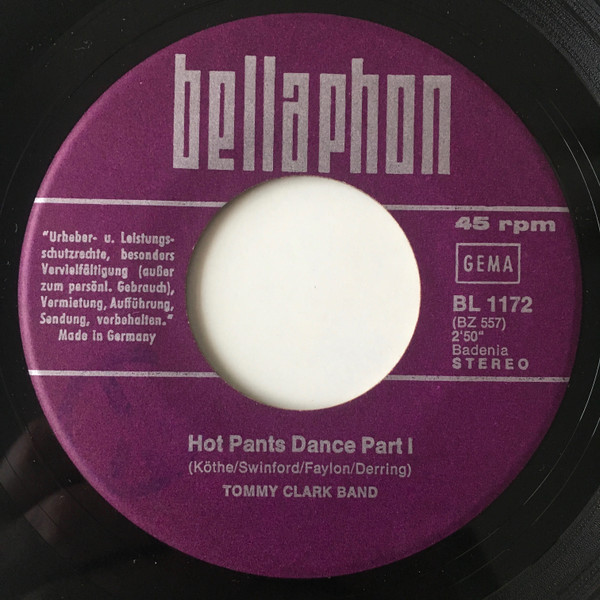 bellaphon
"Urheber- u. Leistungs-
schutzrechte, besonders
Vervielfältigung (außer
zum persönl. Gebrauch),
Vermietung, Aufführung,
Sendung, vorbehalten."
Made in Germany
45 rpm
GEMA
BL 1172
(BZ 557)
2'50"
Badenia
STEREO
Hot Pants Dance Part I
(Köthe/Swinford/Faylon/Derring)
TOMMY CLARK BAND